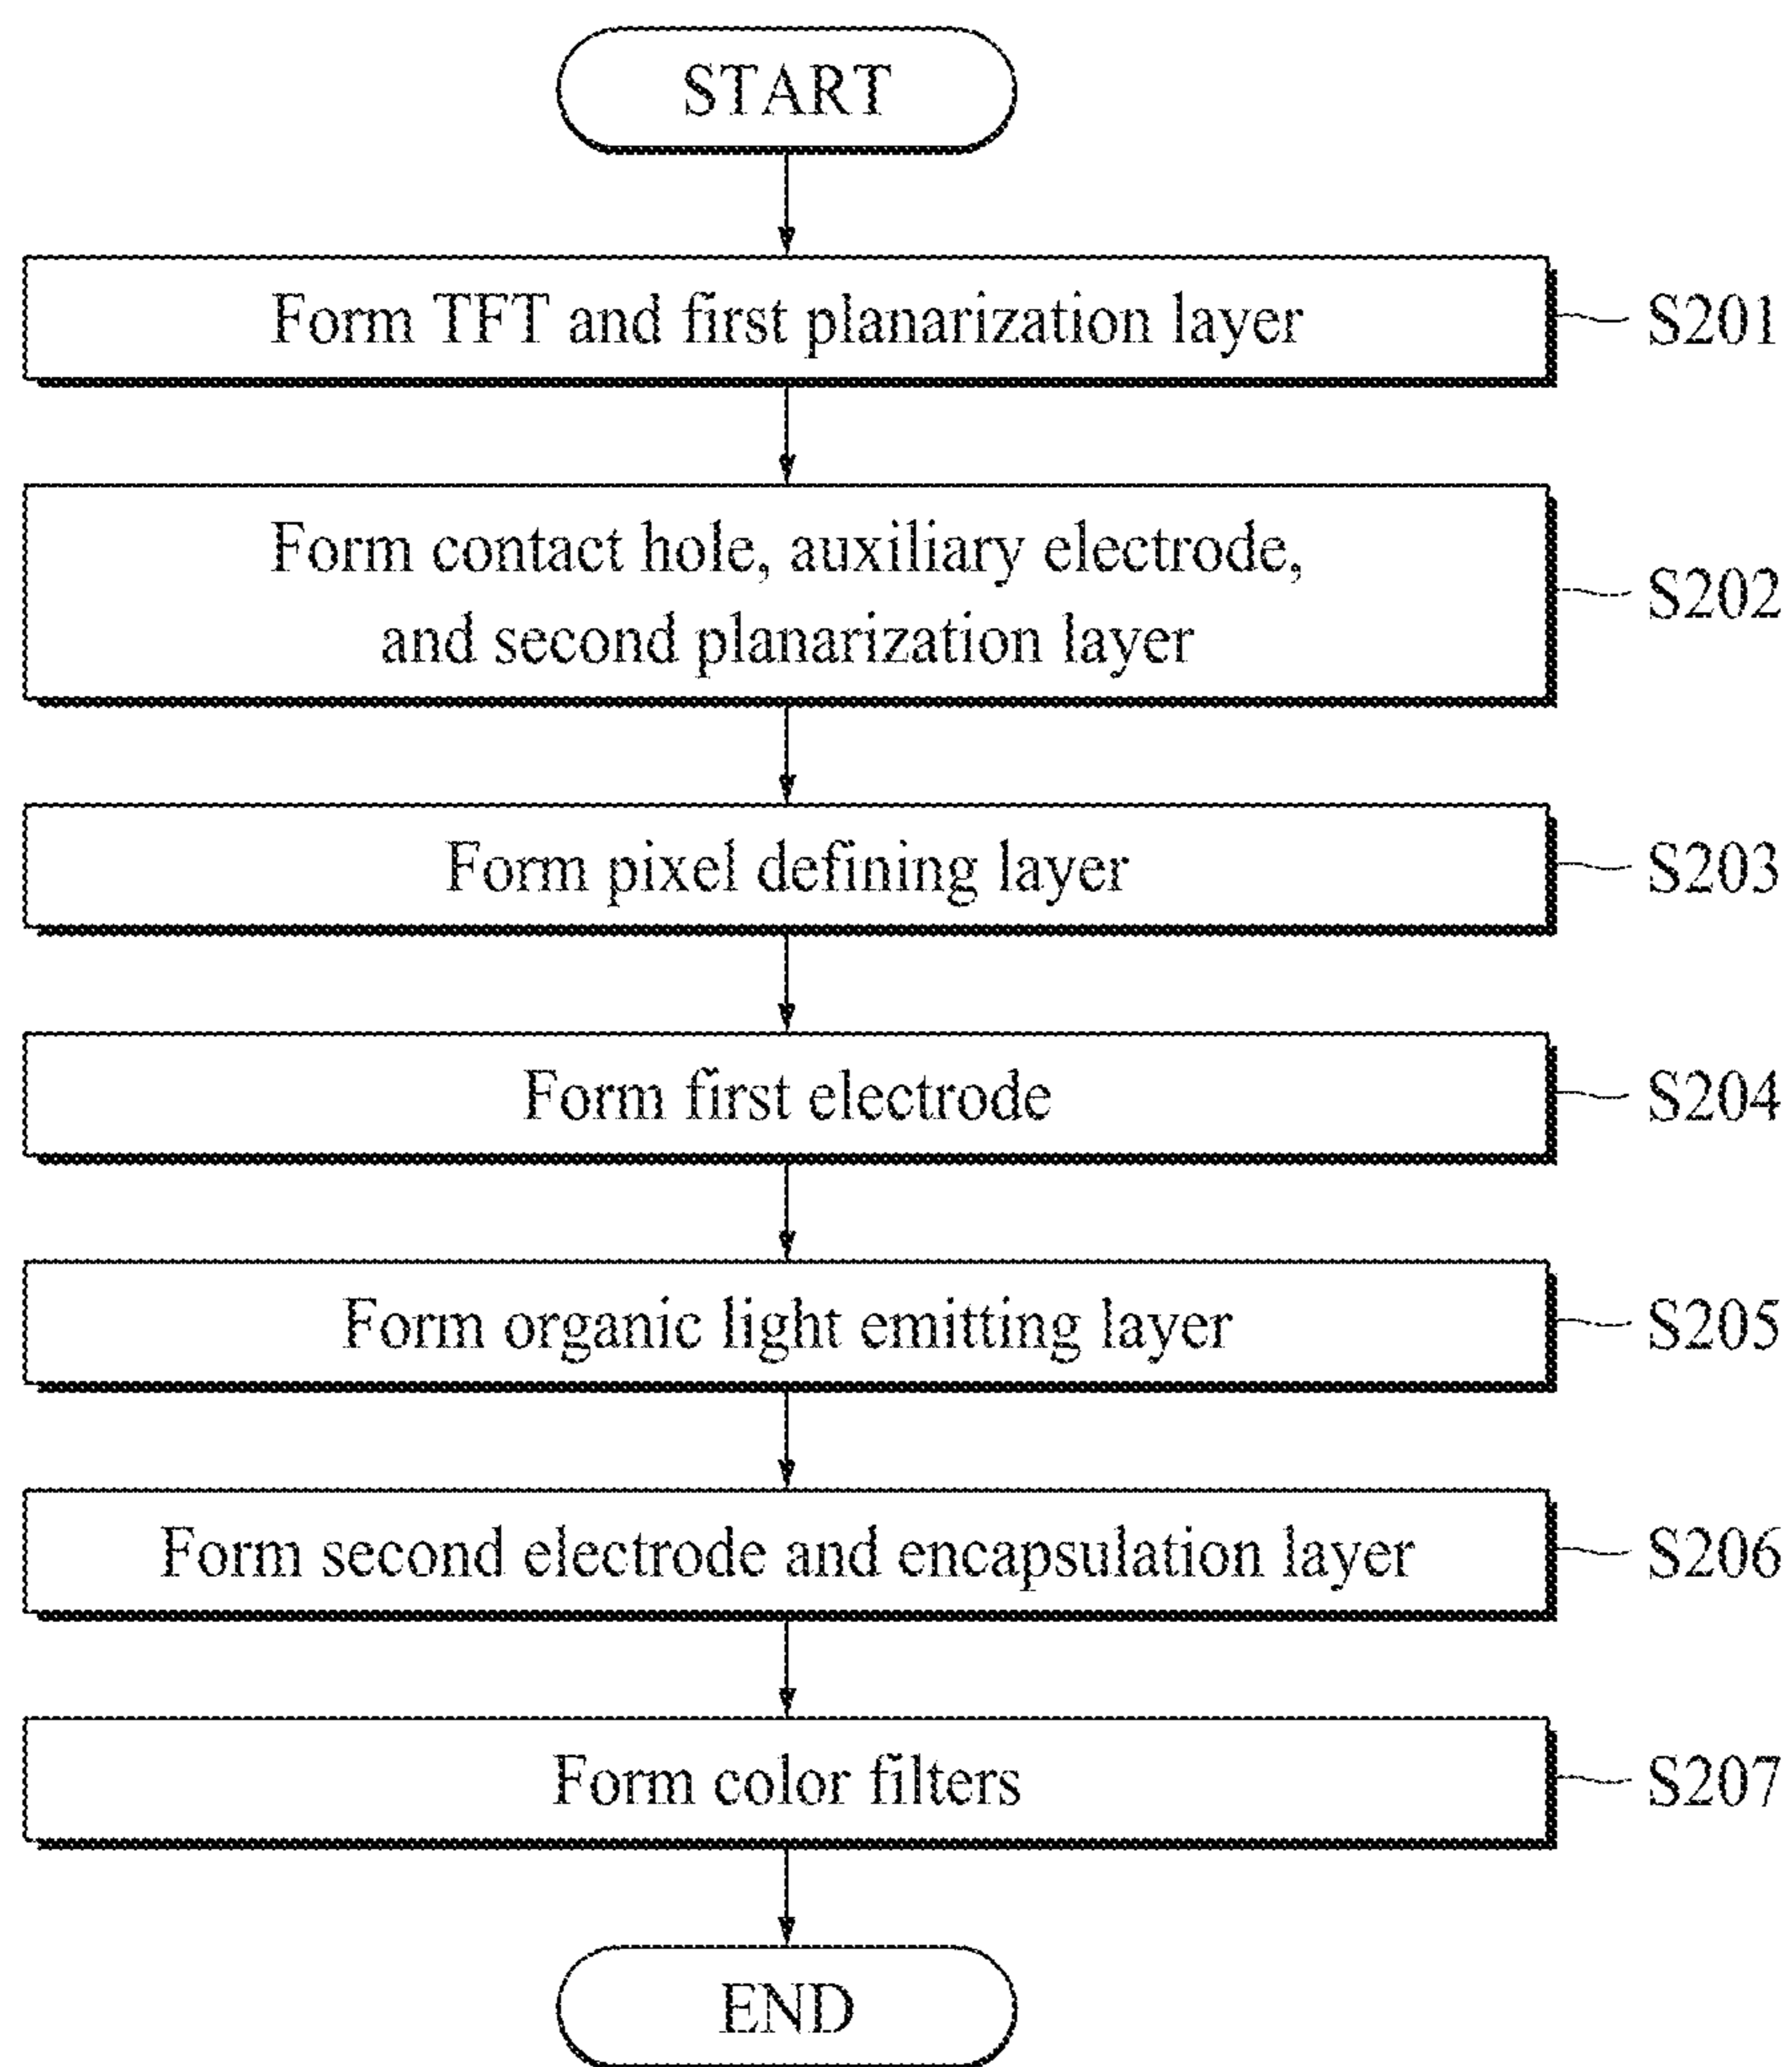 START
Form TFT and first planarization layer
S201
Form contact hole, auxiliary electrode,
and second planarization layer
S202
Form pixel defining layer
S203
Form first electrode
S204
Form organic light emitting layer
S205
Form second electrode and encapsulation layer
S206
Form color filters
S207
END